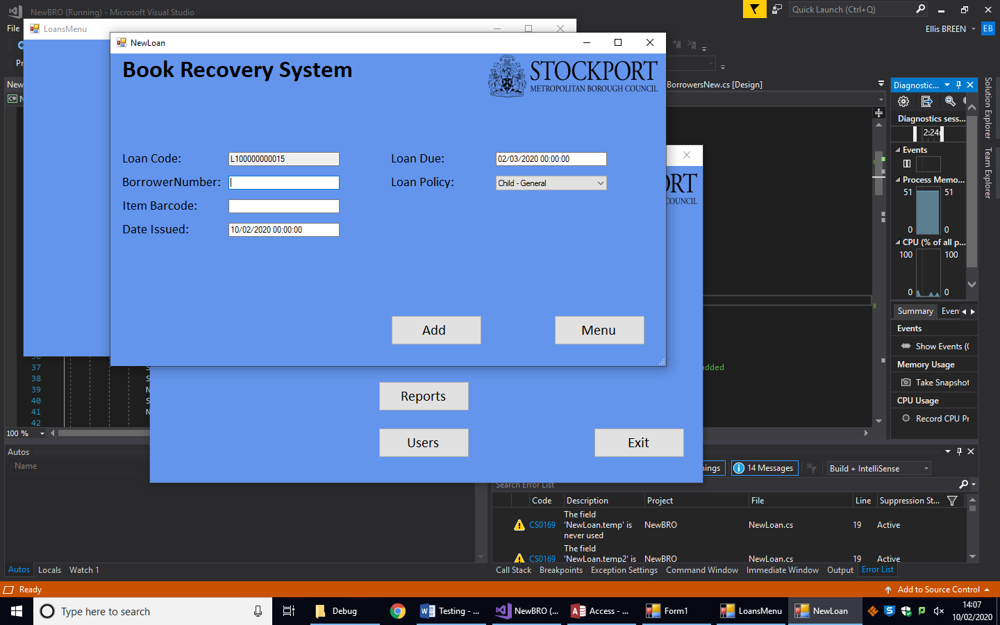 NewBRO (Running) - Microsoft Visual Studio
Quick Launch (Ctrl+Q)
File
LoansMenu
Ellis BREEN
EB
NewLoan
Book Recovery System
STOCKPORT
METROPOLITAN BOROUGH COUNCIL
BorrowersNew.cs [Design]
Diagnostic...
Solution Explorer
Team Explorer
Diagnostics sess...
Loan Code:
L100000000015
Loan Due:
02/03/2020 00:00:00
BorrowerNumber:
Loan Policy:
Child - General
Item Barcode:
Date Issued:
10/02/2020 00:00:00
Events
Process Memo...
51
51
0
0
CPU (% of all p...
100
100
0
0
COUNCIL
Add
Menu
Summary
Events
Show Events (
Memory Usage
Take Snapshot
CPU Usage
Record CPU
37
38
39
40
41
42
100 %
Reports
Users
Exit
Autos
Name
14 Messages
Build + IntelliSense
Search Error List
Code
Description
Project
File
Line
Suppression St...
CS0169
The field
'NewLoan.temp' is
never used
NewBRO
NewLoan.cs
19
Active
CS0169
The field
'NewLoan.temp2' is
NewBRO
NewLoan.cs
19
Active
Autos
Locals
Watch 1
Call Stack
Breakpoints
Exception Settings
Command Window
Immediate Window
Output
Error List
Ready
Add to Source Control
Type here to search
Debug
Testing - ...
NewBRO (...
Access - ...
Form1
LoansMenu
NewLoan
14:07
10/02/2020